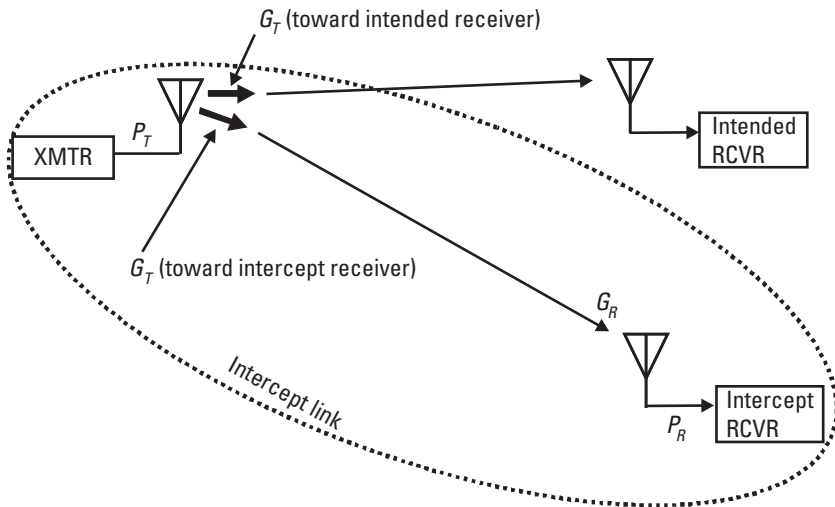 G_T (toward intended receiver)
P_T
XMTR
Intended
RCVR
G_T (toward intercept receiver)
G_R
Intercept link
P_R
Intercept
RCVR